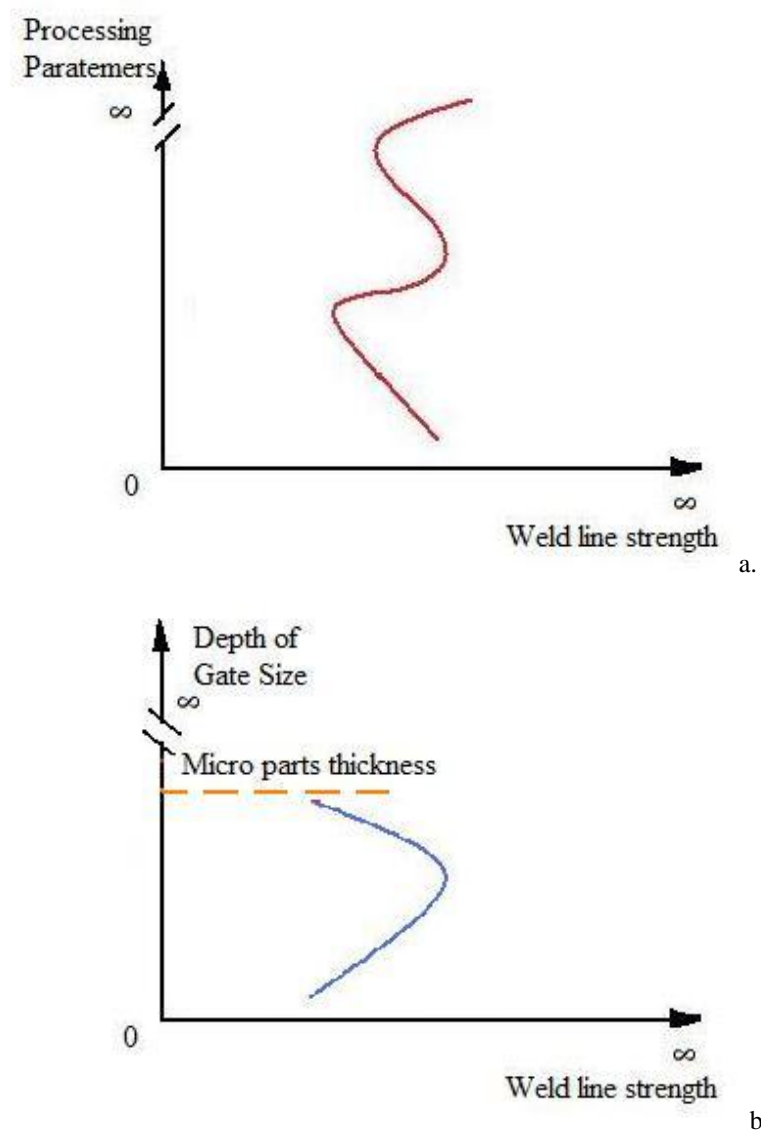 Processing
Paratemers
∞
0
∞
Weld line strength
a.
Depth of
Gate Size
∞
Micro parts thickness
0
∞
Weld line strength
b